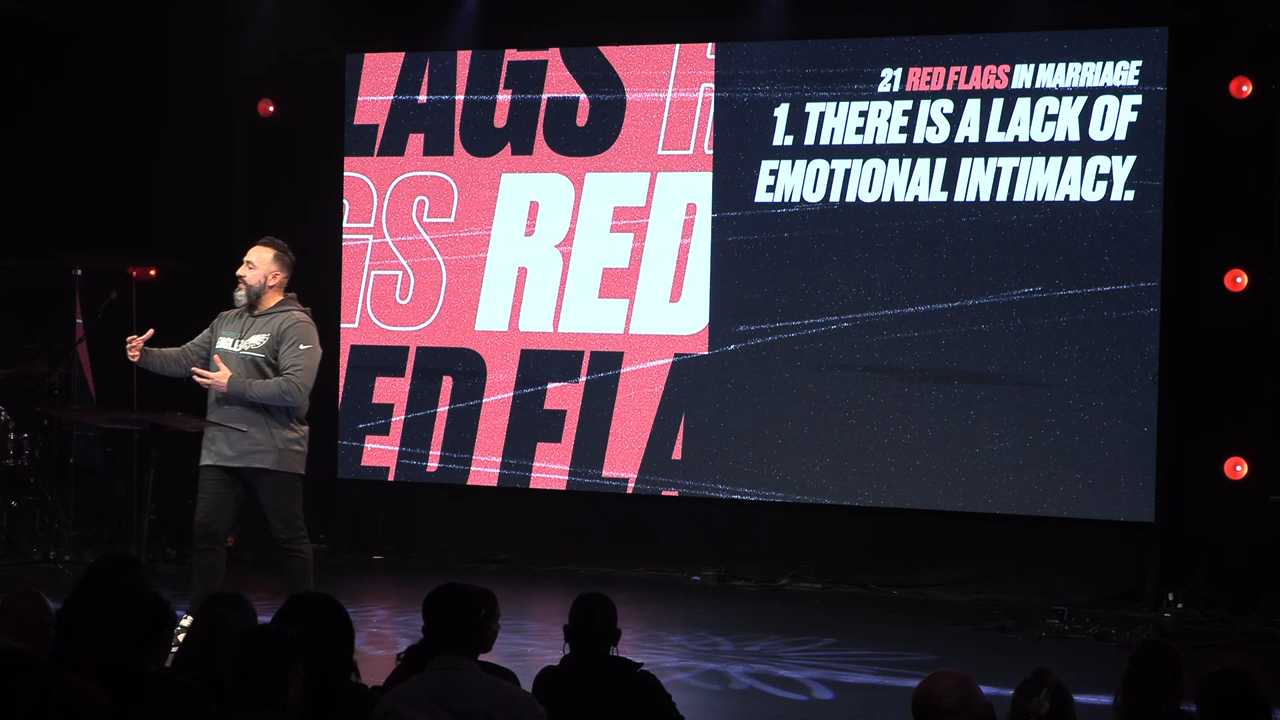 LAGS R
GS RED
ED FLA
21 RED FLAGS IN MARRIAGE
1. THERE IS A LACK OF
EMOTIONAL INTIMACY.